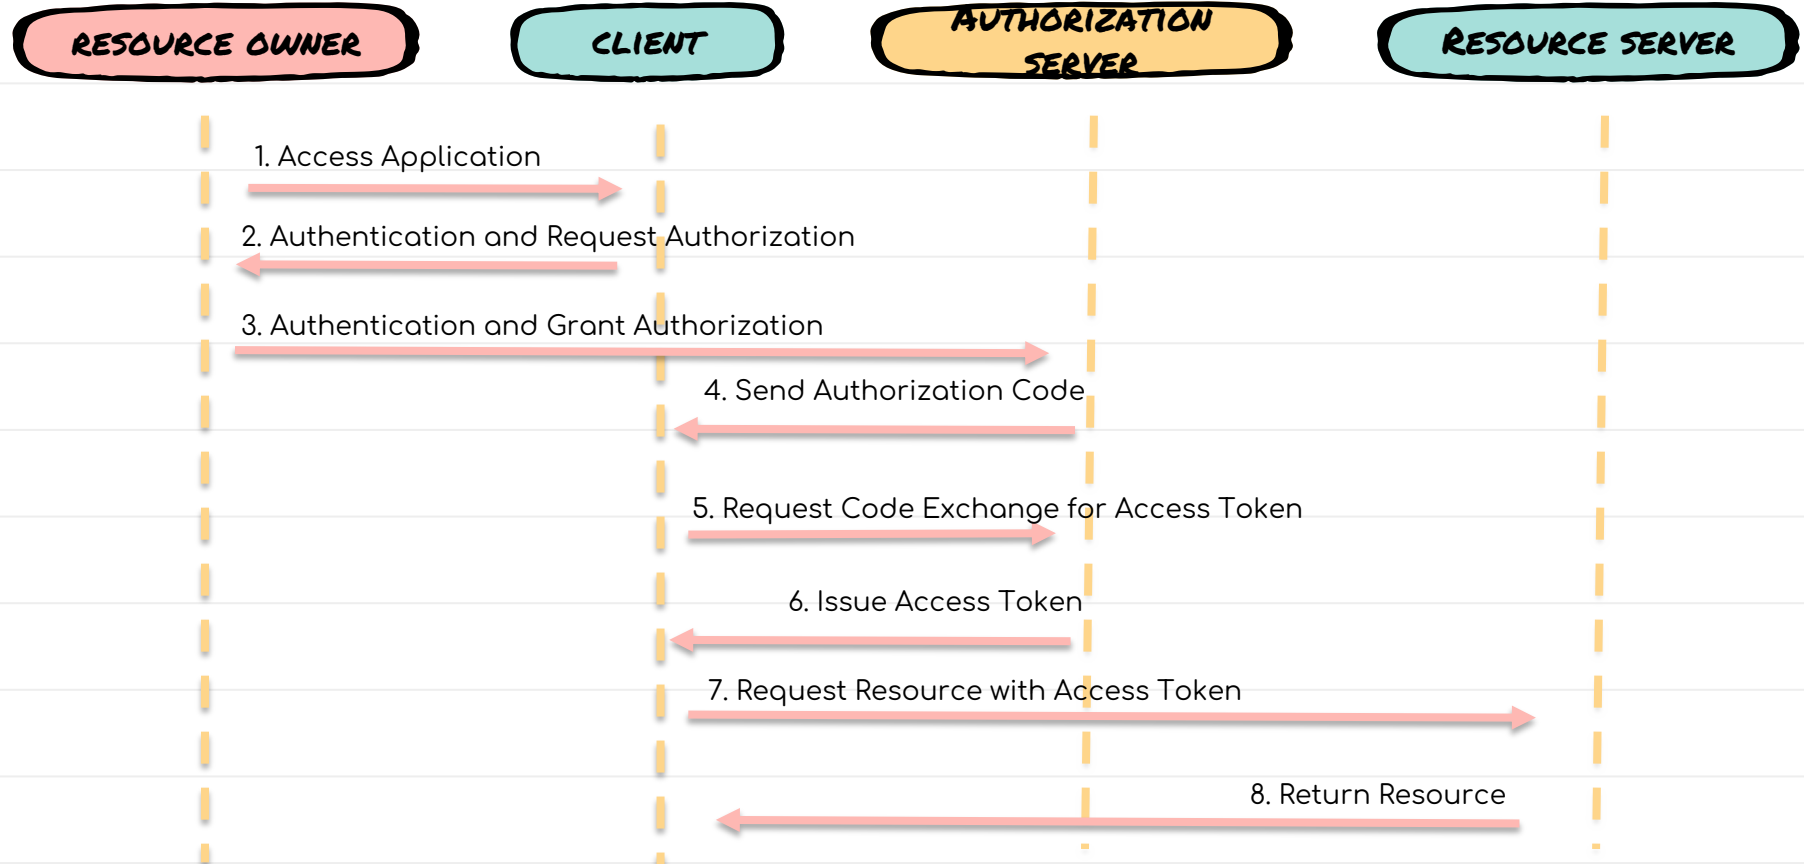 RESOURCE OWNER
CLIENT
AUTHORIZATION
SERVER
RESOURCE SERVER
1. Access Application
2. Authentication and Request Authorization
3. Authentication and Grant Authorization
4. Send Authorization Code
5. Request Code Exchange for Access Token
6. Issue Access Token
7. Request Resource with Access Token
8. Return Resource